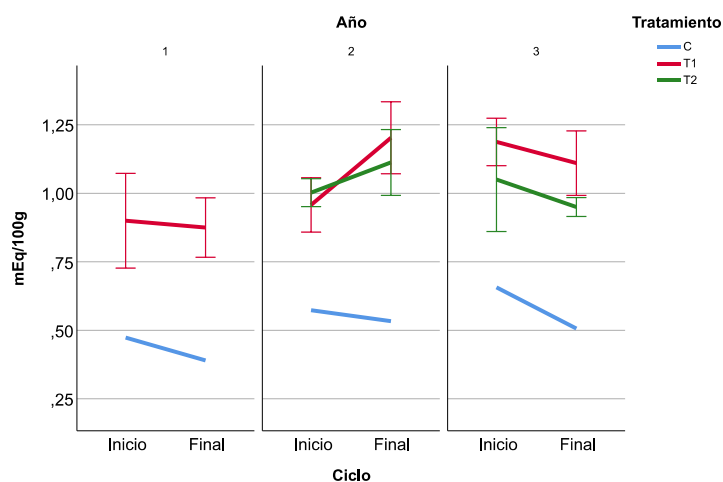 Año
Tratamiento
1
2
3
C
T1
T2
1,25
1,00
,75
,50
,25
mEq/100g
Inicio Final Inicio Final Inicio Final
Ciclo